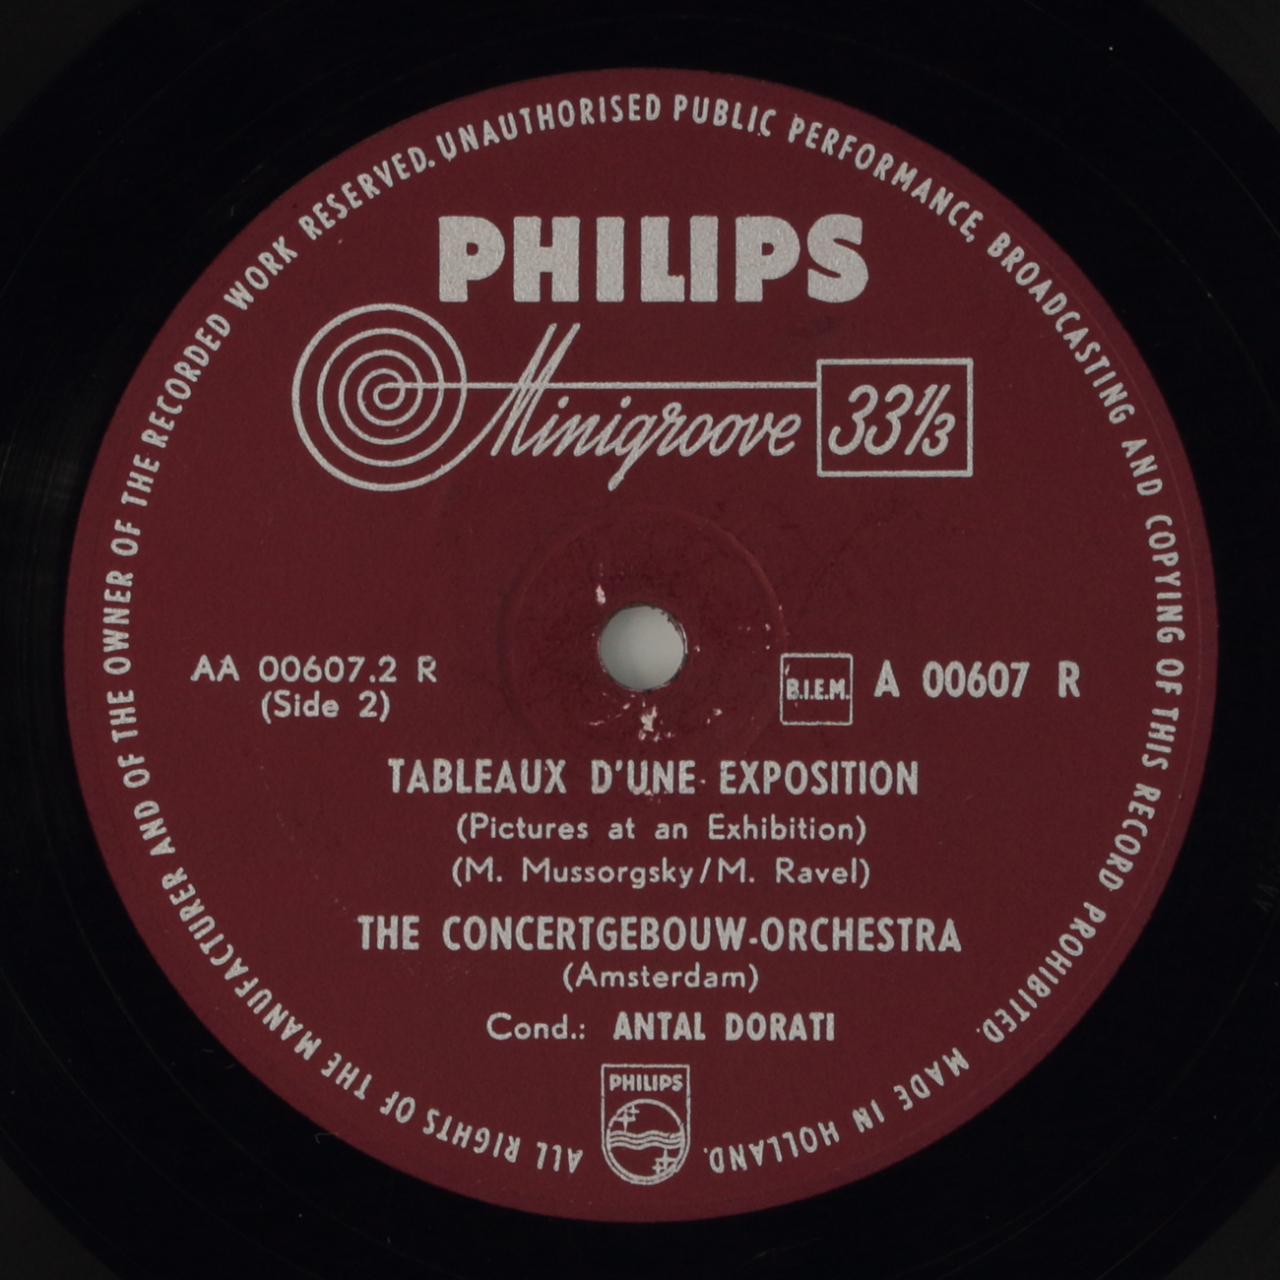 ALL RIGHTS OF THE MANUFACTURER AND OF THE OWNER OF THE RECORDED WORK RESERVED. UNAUTHORISED PUBLIC PERFORMANCE, BROADCASTING AND COPYING OF THIS RECORD PROHIBITED. MADE IN HOLLAND.
PHILIPS
Minigroove 33⅓
AA 00607.2 R
(Side 2)
B.I.E.M. A 00607 R
TABLEAUX D'UNE EXPOSITION
(Pictures at an Exhibition)
(M. Mussorgsky/M. Ravel)
THE CONCERTGEBOUW-ORCHESTRA
(Amsterdam)
Cond.: ANTAL DORATI
PHILIPS